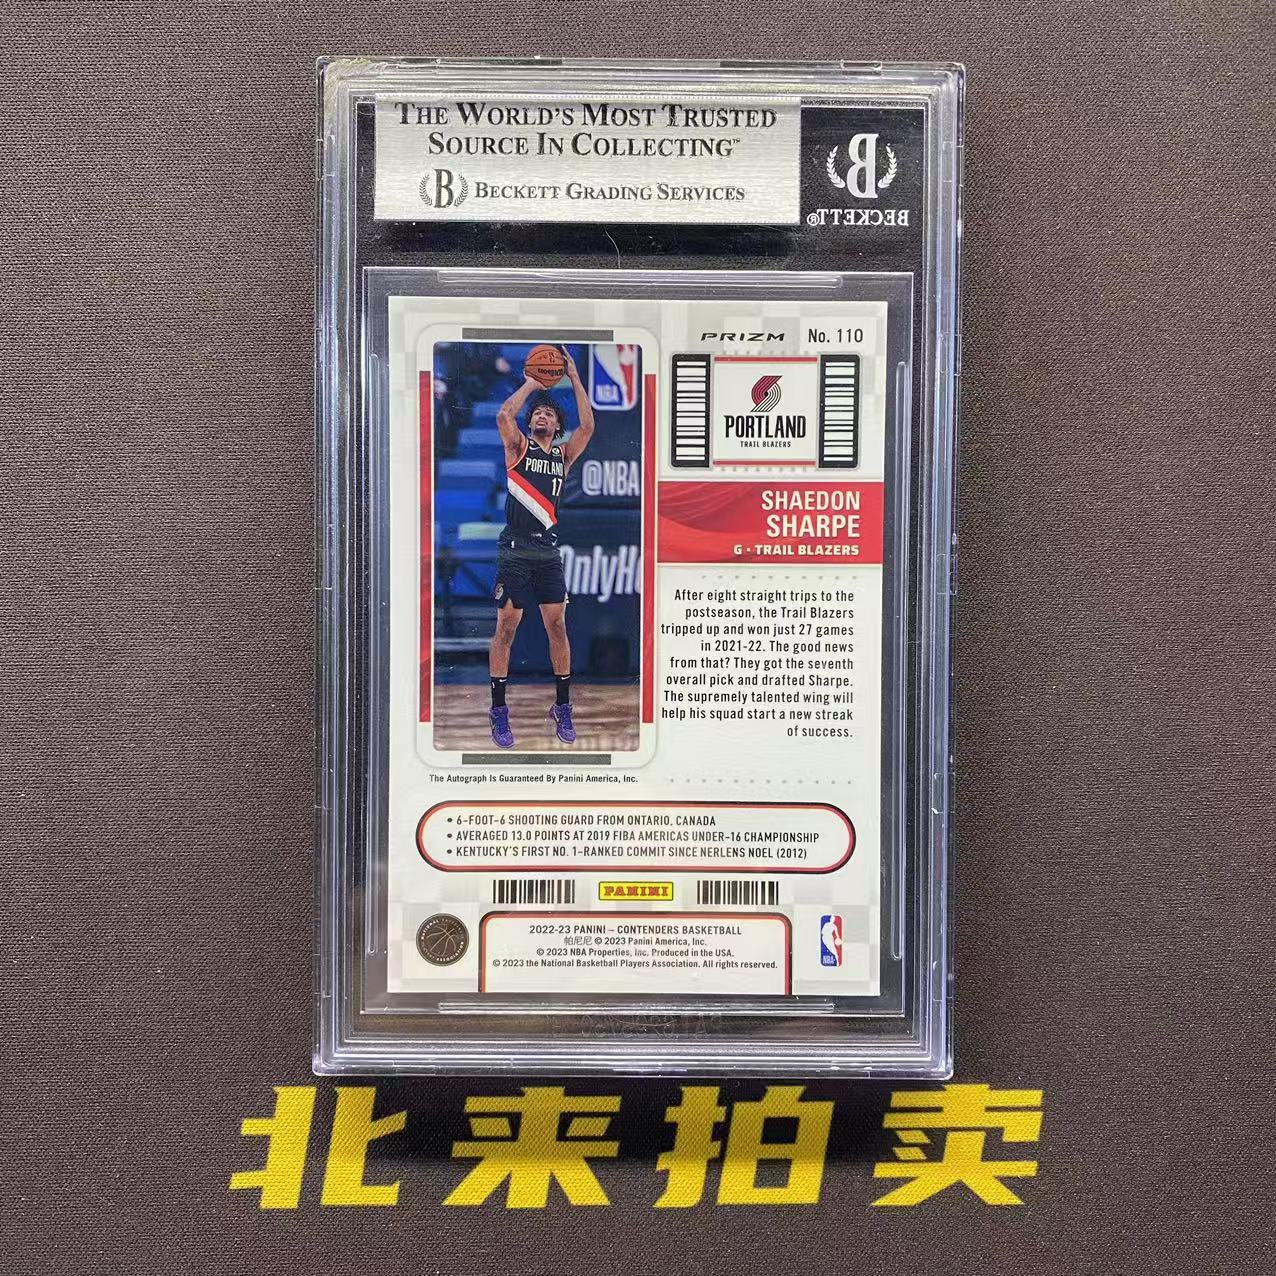 THE WORLD'S MOST TRUSTED
SOURCE IN COLLECTING™
B BECKETT GRADING SERVICES
B
BECKETT®
PRIZM No. 110
NBA
@NBA
PORTLAND
17
PORTLAND
TRAIL BLAZERS
SHAEDON
SHARPE
G • TRAIL BLAZERS
After eight straight trips to the
postseason, the Trail Blazers
tripped up and won just 27 games
in 2021-22. The good news
from that? They got the seventh
overall pick and drafted Sharpe.
The supremely talented wing will
help his squad start a new streak
of success.
The Autograph Is Guaranteed By Panini America, Inc.
• 6-FOOT-6 SHOOTING GUARD FROM ONTARIO, CANADA
• AVERAGED 13.0 POINTS AT 2019 FIBA AMERICAS UNDER-16 CHAMPIONSHIP
• KENTUCKY'S FIRST NO. 1-RANKED COMMIT SINCE NERLENS NOEL (2012)
PANINI
2022-23 PANINI – CONTENDERS BASKETBALL
帕尼尼 © 2023 Panini America, Inc.
© 2023 NBA Properties, Inc. Produced in the USA.
© 2023 the National Basketball Players Association. All rights reserved.
NBA
北来拍卖